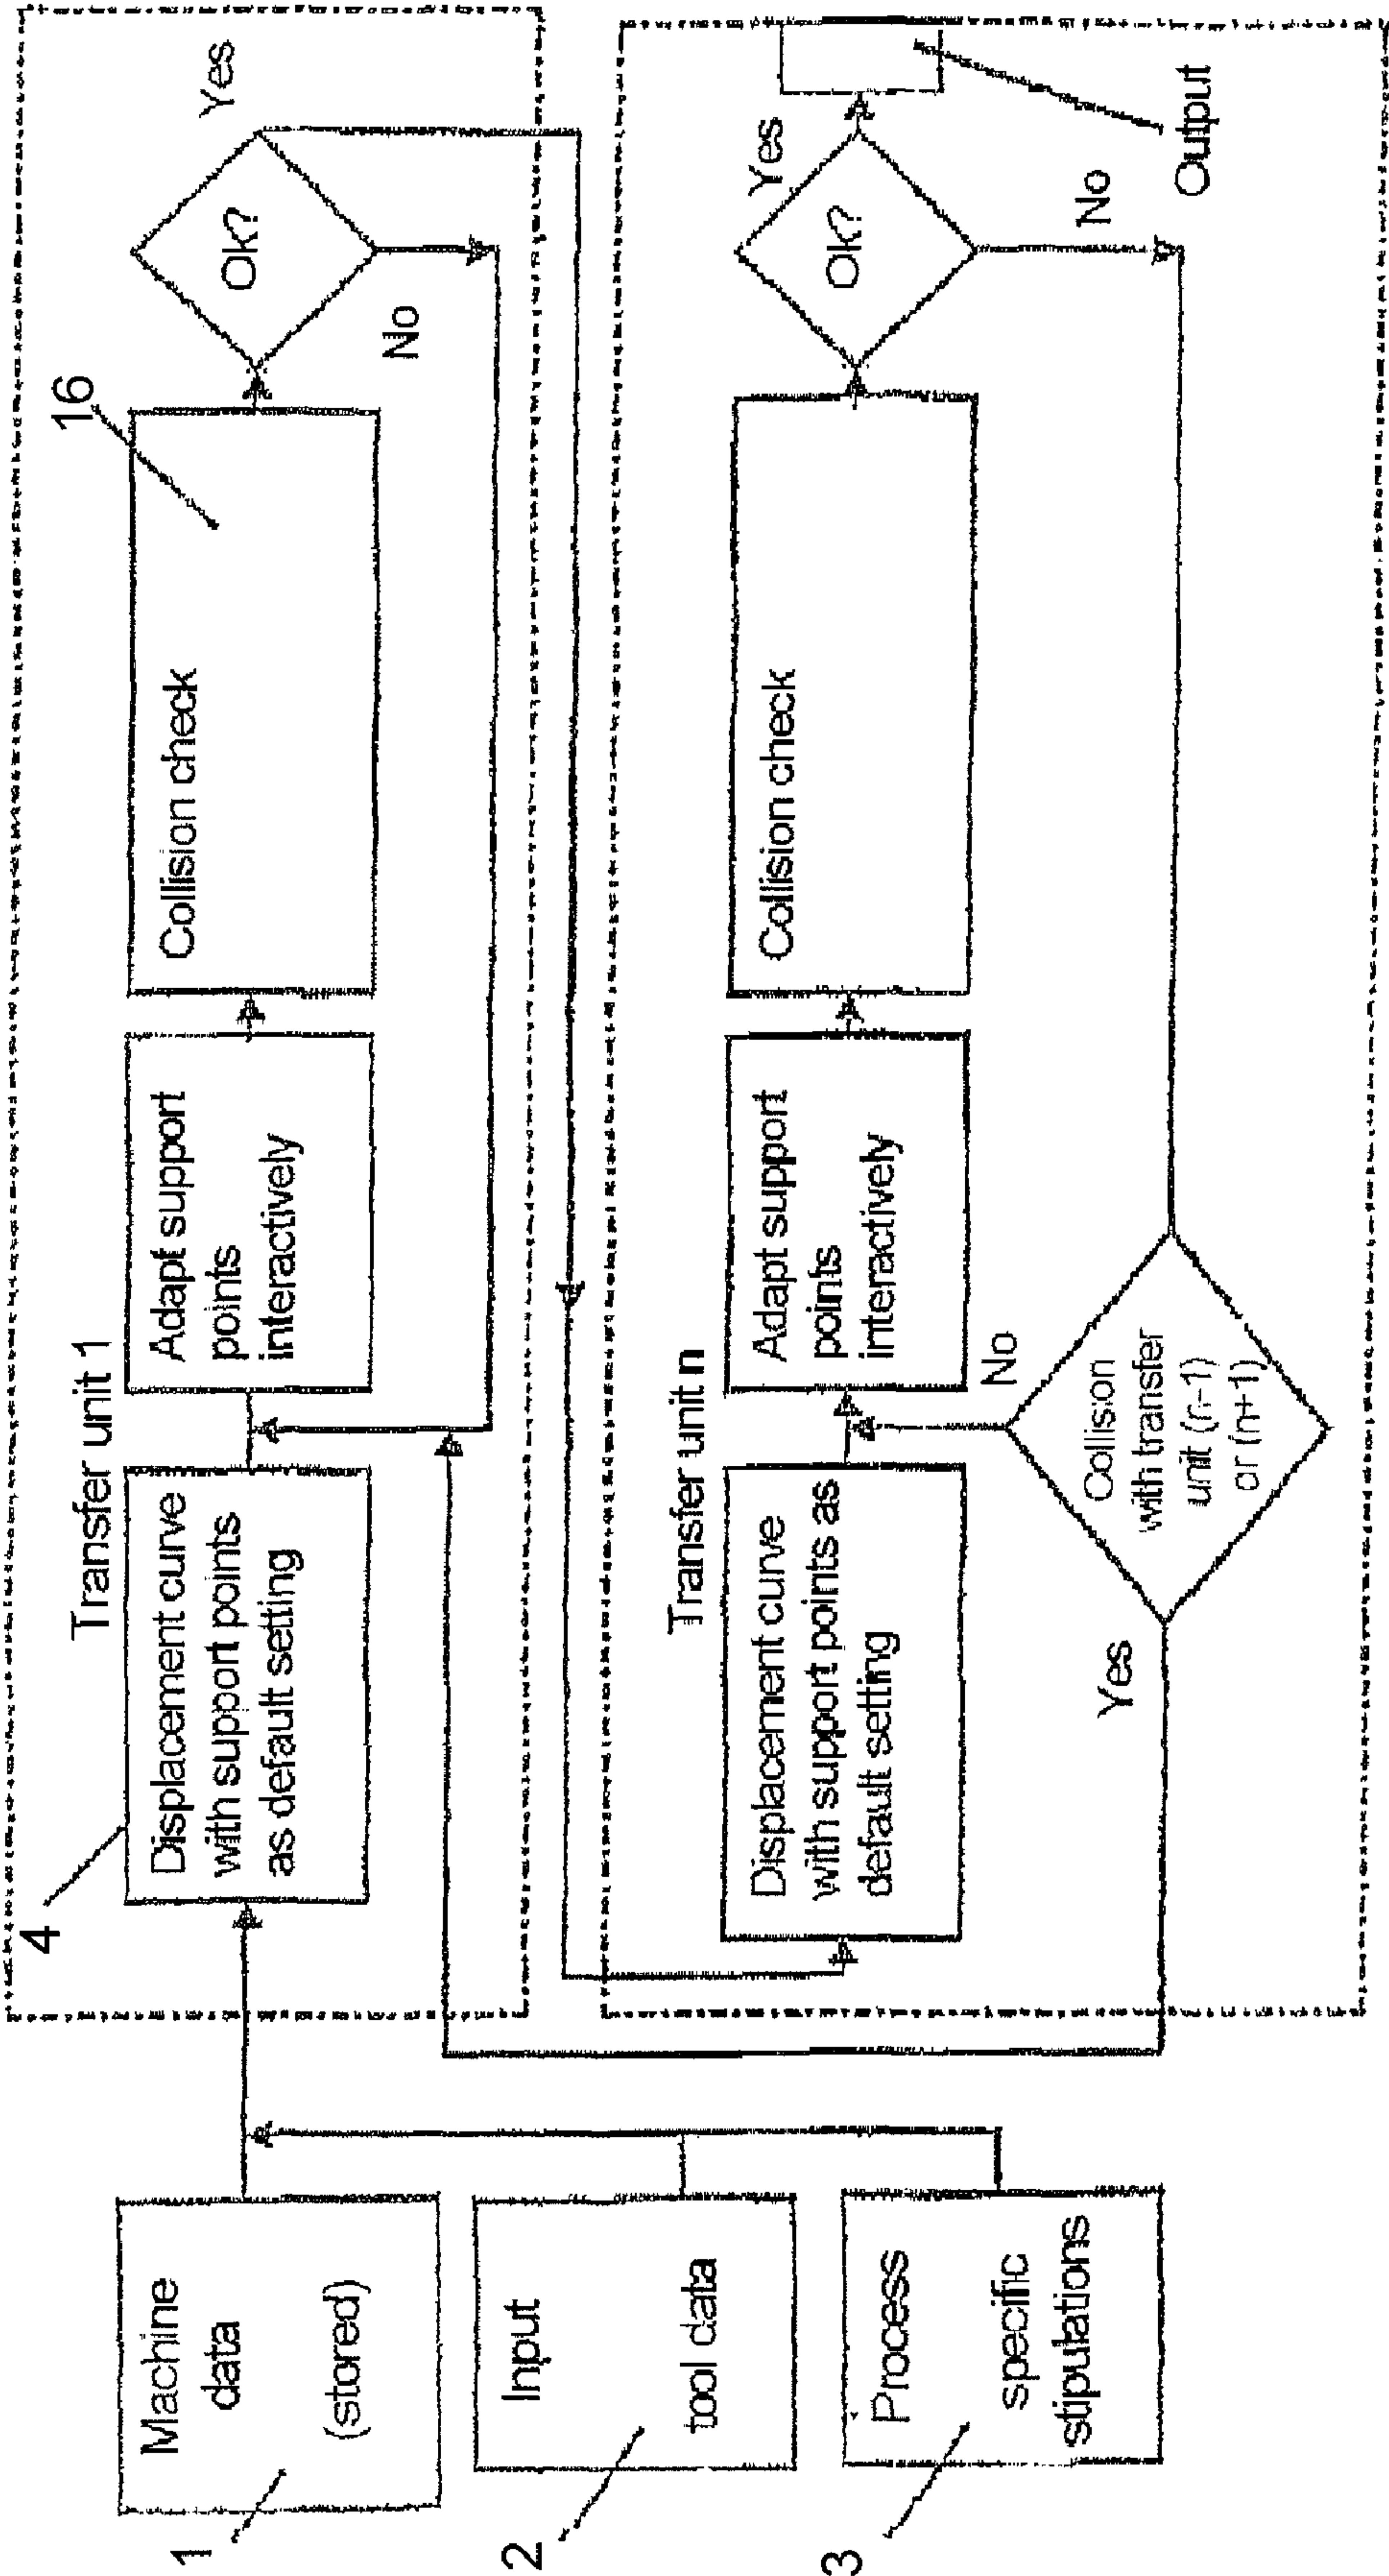 1
Machine
data
(stored)
2
Input
tool data
3
Process
specific
stipulations
4
Transfer unit 1
Displacement curve
with support points
as default setting
Adapt support
points
interactively
16
Collision check
Ok?
Yes
No
Transfer unit n
Displacement curve
with support points as
default setting
Adapt support
points
interactively
Collision check
Ok?
Yes
No
Output
Collision
with transfer
unit (n-1)
or (n+1)
No
Yes